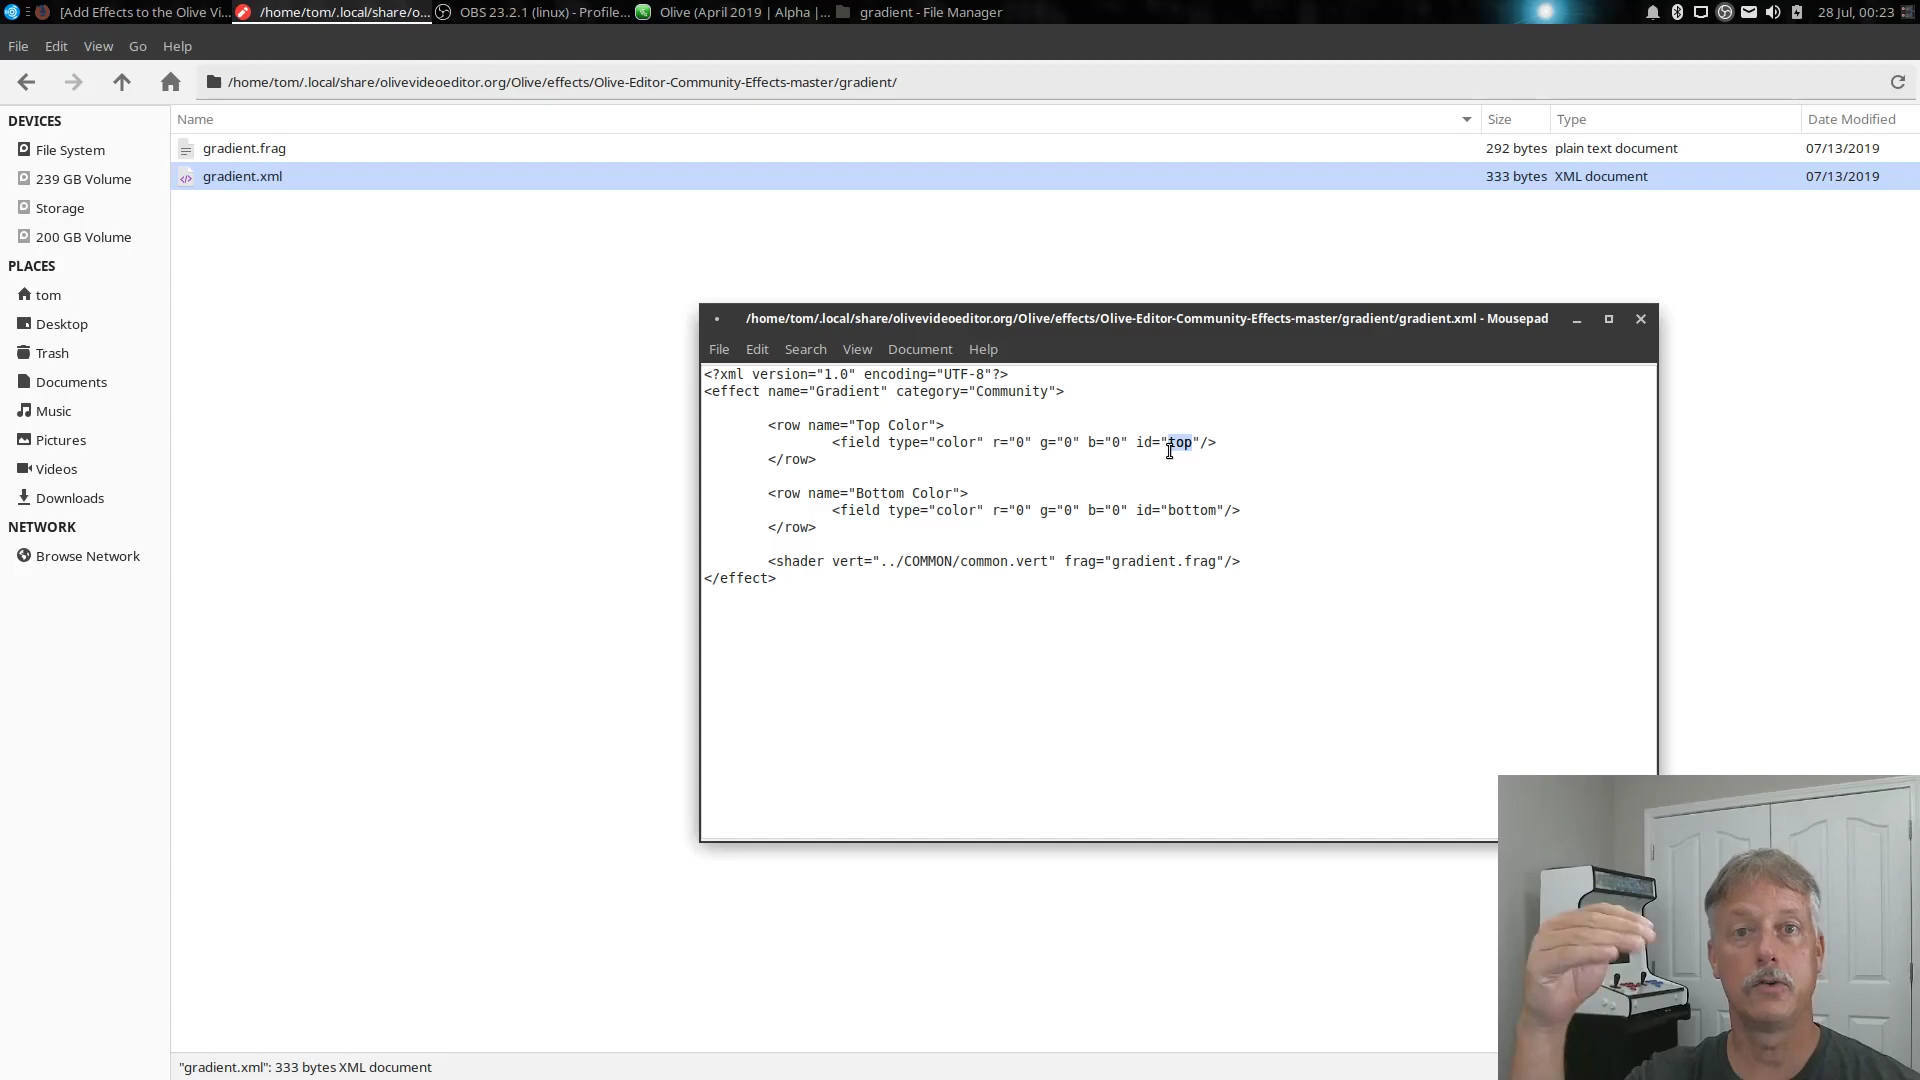 [Add Effects to the Olive Vi... /home/tom/.local/share/o... OBS 23.2.1 (linux) - Profile... Olive (April 2019 | Alpha |... gradient - File Manager 28 Jul, 00:23
File Edit View Go Help
/home/tom/.local/share/olivevideoeditor.org/Olive/effects/Olive-Editor-Community-Effects-master/gradient/
DEVICES
File System
239 GB Volume
Storage
200 GB Volume
PLACES
tom
Desktop
Trash
Documents
Music
Pictures
Videos
Downloads
NETWORK
Browse Network
Name Size Type Date Modified
gradient.frag 292 bytes plain text document 07/13/2019
gradient.xml 333 bytes XML document 07/13/2019
/home/tom/.local/share/olivevideoeditor.org/Olive/effects/Olive-Editor-Community-Effects-master/gradient/gradient.xml - Mousepad
File Edit Search View Document Help
<?xml version="1.0" encoding="UTF-8"?>
<effect name="Gradient" category="Community">
<row name="Top Color">
<field type="color" r="0" g="0" b="0" id="top"/>
</row>
<row name="Bottom Color">
<field type="color" r="0" g="0" b="0" id="bottom"/>
</row>
<shader vert="../COMMON/common.vert" frag="gradient.frag"/>
</effect>
"gradient.xml": 333 bytes XML document